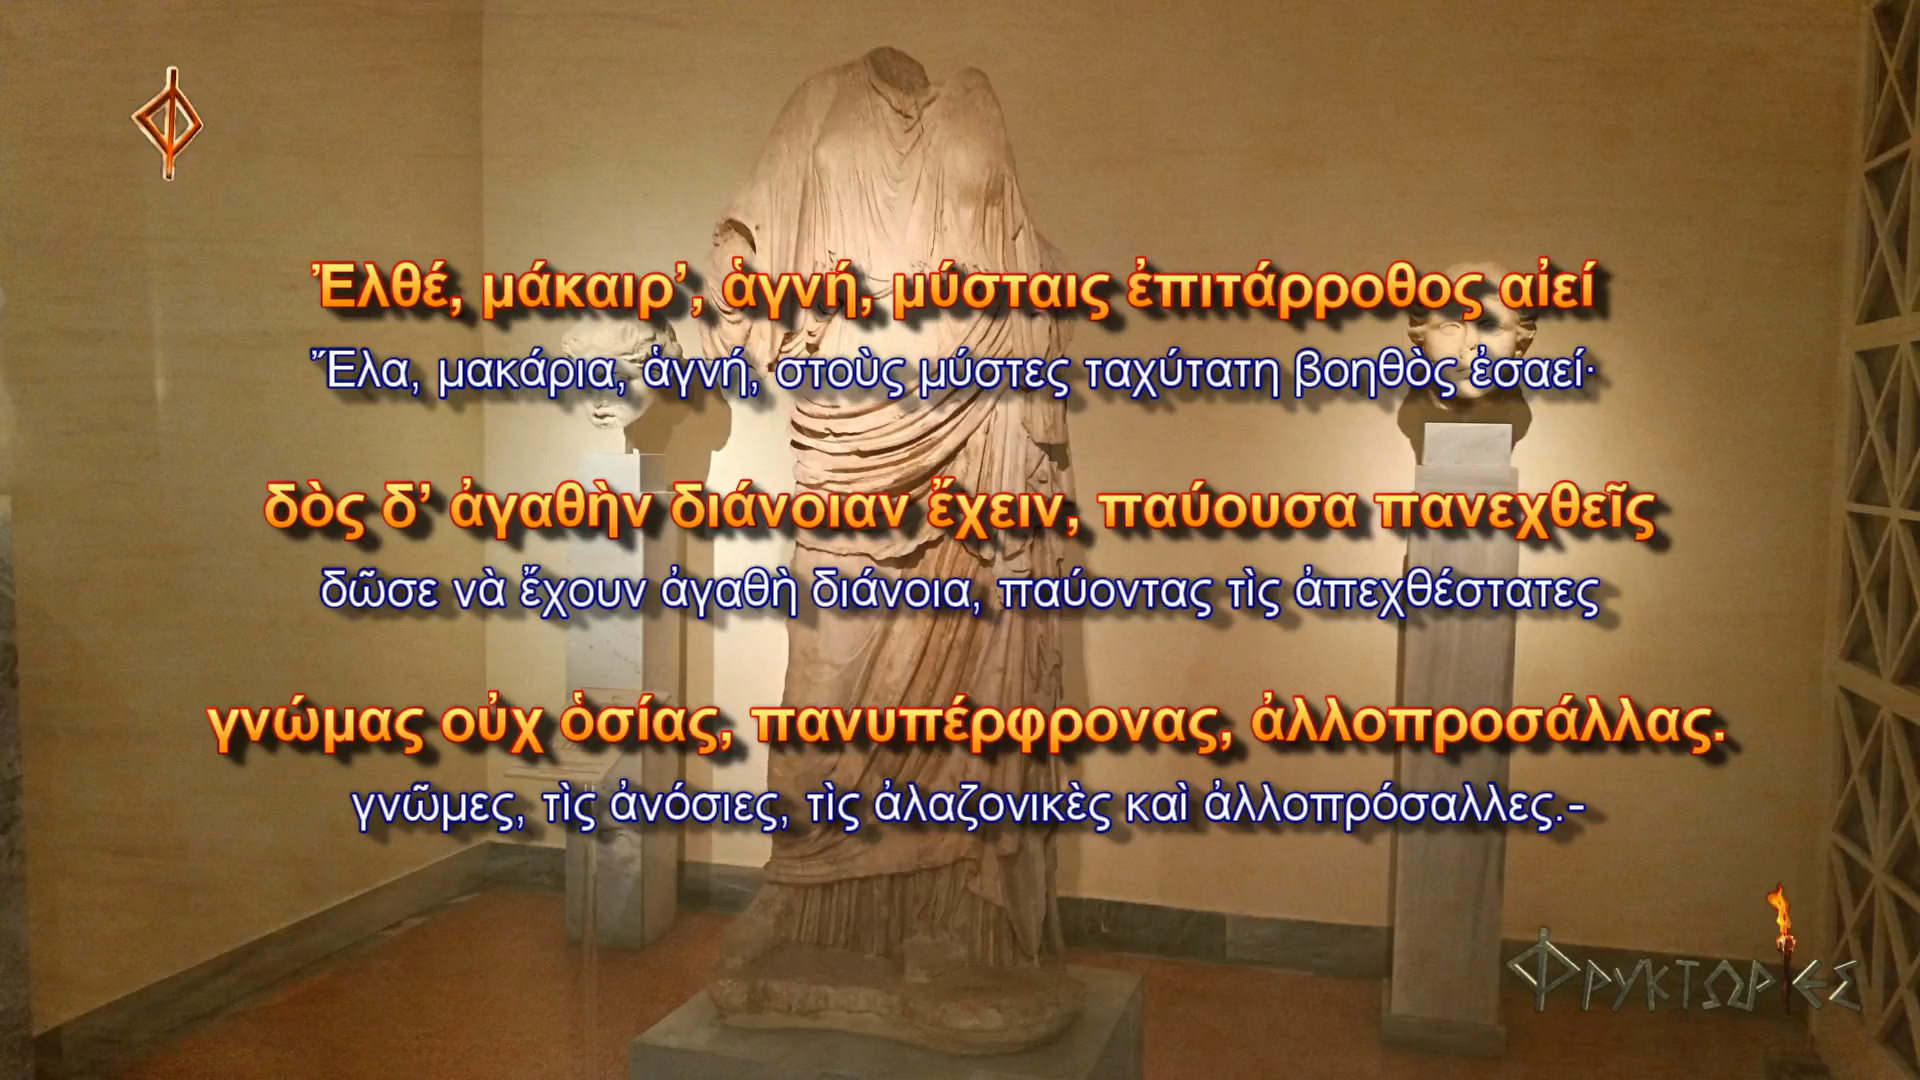 Ἐλθέ, μάκαιρ’, ἁγνή, μύσταις ἐπιτάρροθος αἰεί
Ἔλα, μακάρια, ἁγνή, στοὺς μύστες ταχύτατη βοηθὸς ἐσαεί·
δὸς δ’ ἀγαθὴν διάνοιαν ἔχειν, παύουσα πανεχθεῖς
δῶσε νὰ ἔχουν ἀγαθὴ διάνοια, παύοντας τὶς ἀπεχθέστατες
γνώμας οὐχ ὁσίας, πανυπέρφρονας, ἀλλοπροσάλλας.
γνῶμες, τὶς ἀνόσιες, τὶς ἀλαζονικὲς καὶ ἀλλοπρόσαλλες.-
Φ
ΦΡΥΚΤΩΡΙΕΣ